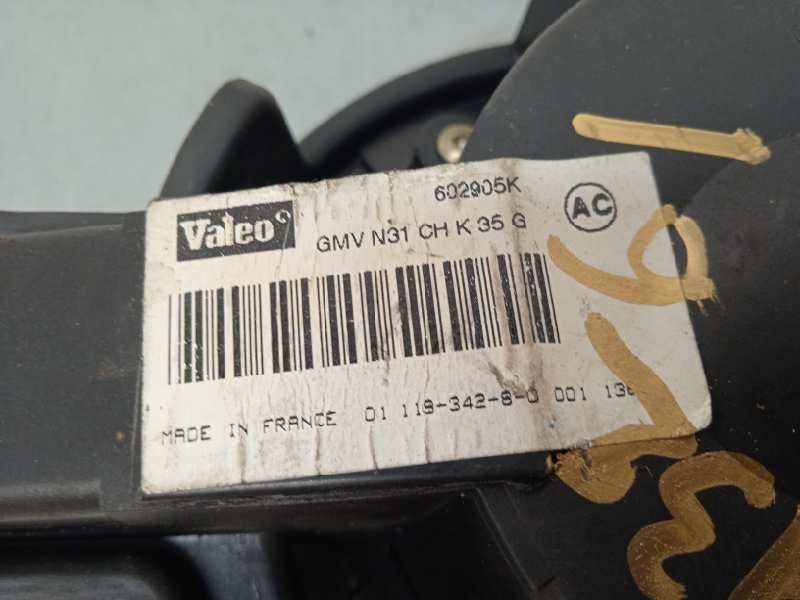 602905K
AC
Valeo
GMV N31 CH K 35 G
MADE IN FRANCE 01 118-342-8-0 001